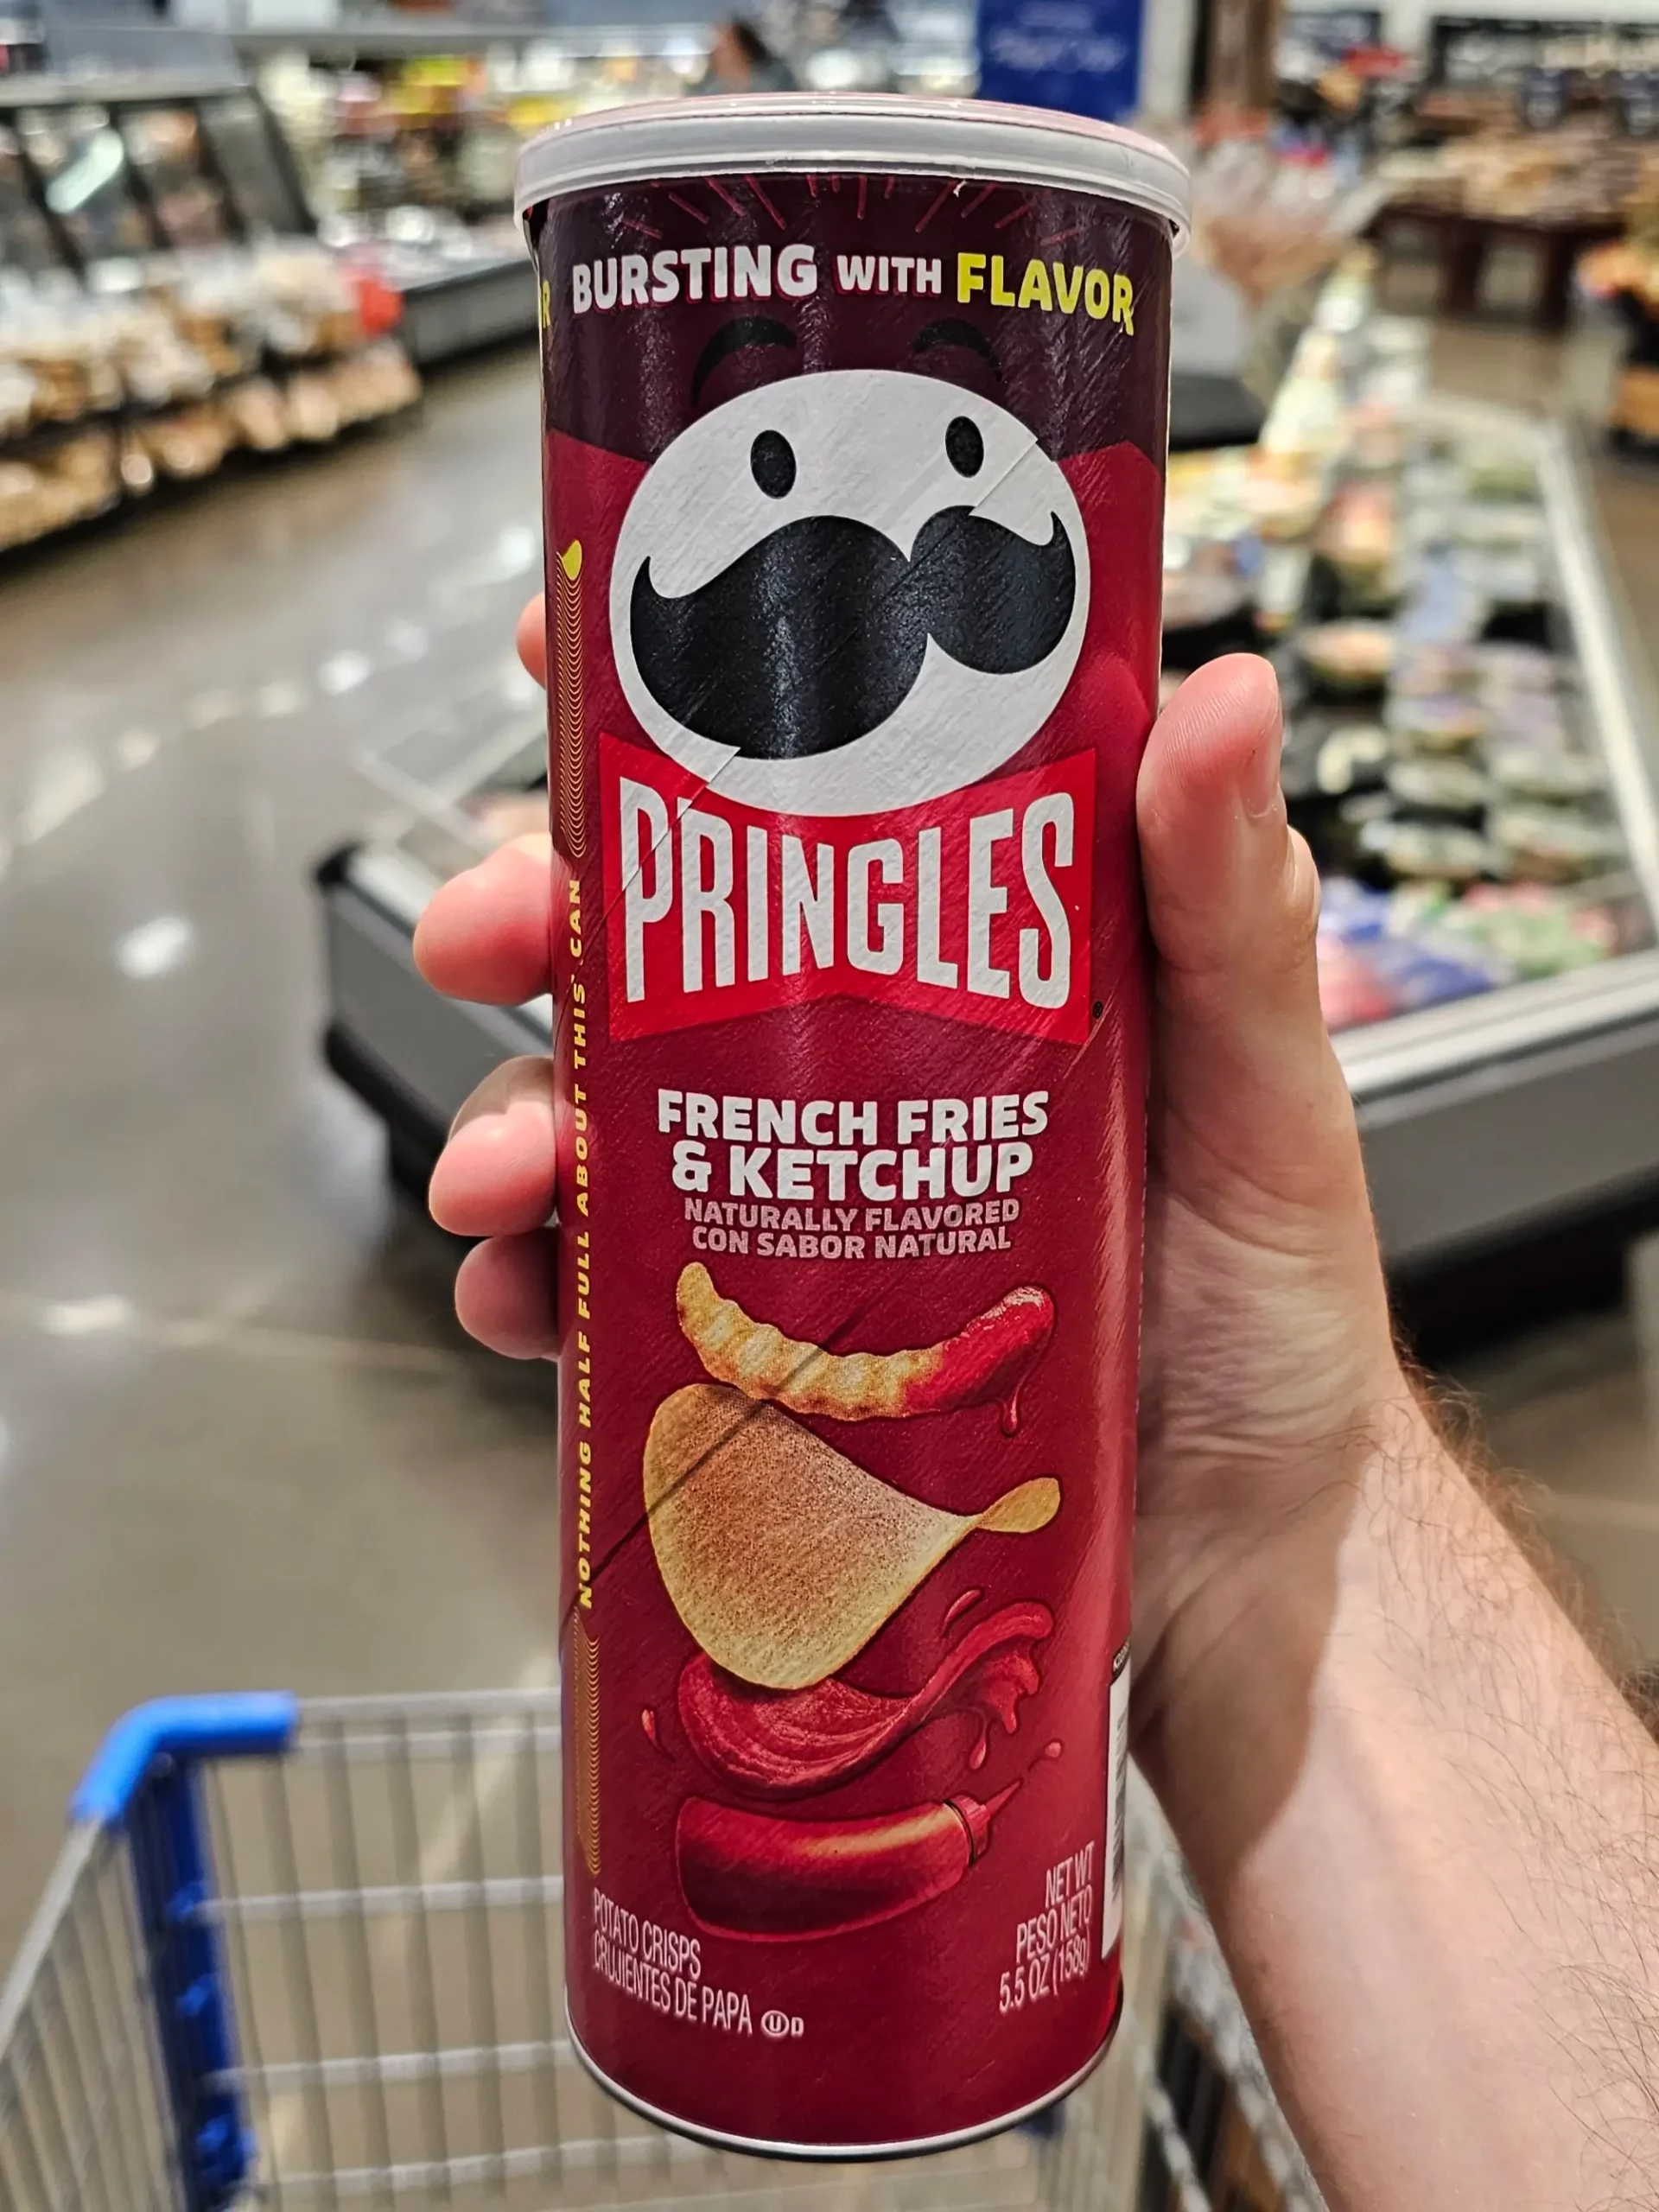 BURSTING WITH FLAVOR
PRINGLES
®
FRENCH FRIES
& KETCHUP
NATURALLY FLAVORED
CON SABOR NATURAL
NOTHING HALF FULL ABOUT THIS CAN
POTATO CRISPS
CRUJIENTES DE PAPA ⓊD
NET WT
PESO NETO
5.5 OZ (158g)